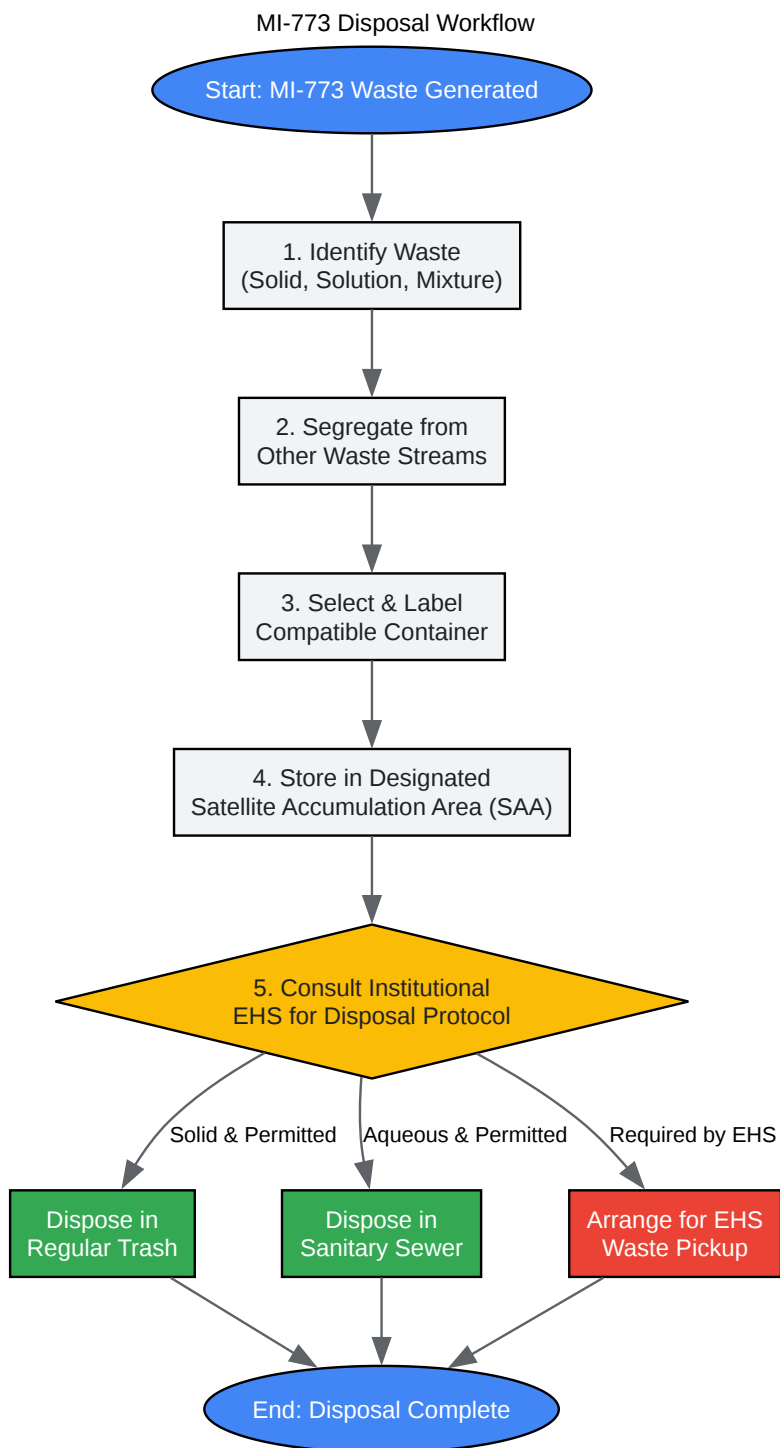 MI-773 Disposal Workflow
Start: MI-773 Waste Generated
1. Identify Waste
(Solid, Solution, Mixture)
2. Segregate from
Other Waste Streams
3. Select & Label
Compatible Container
4. Store in Designated
Satellite Accumulation Area (SAA)
5. Consult Institutional
EHS for Disposal Protocol
Solid & Permitted
Aqueous & Permitted
Required by EHS
Dispose in
Regular Trash
Dispose in
Sanitary Sewer
Arrange for EHS
Waste Pickup
End: Disposal Complete